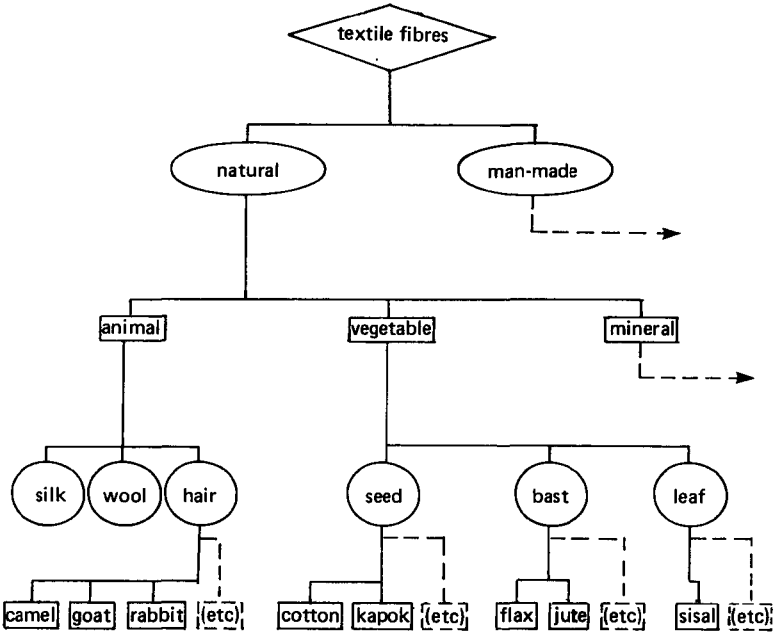 textile fibres
natural
man-made
animal
vegetable
mineral
silk
wool
hair
seed
bast
leaf
camel
goat
rabbit
(etc)
cotton
kapok
(etc)
flax
jute
(etc)
sisal
(etc)